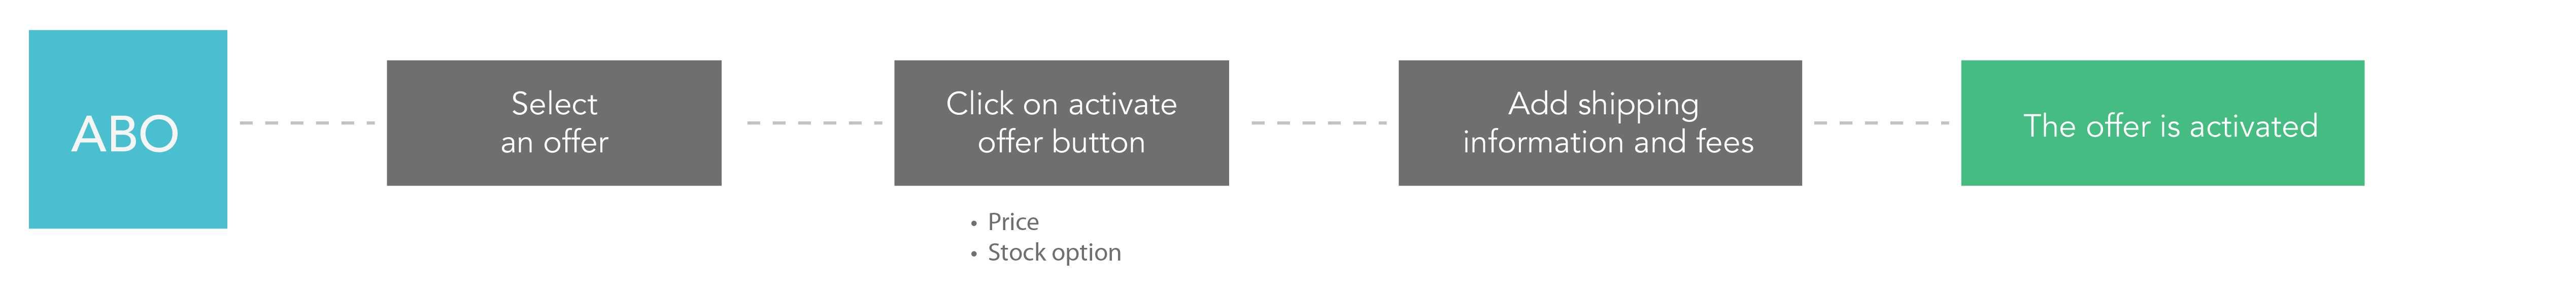 ABO
Select
an offer
Click on activate
offer button
• Price
• Stock option
Add shipping
information and fees
The offer is activated